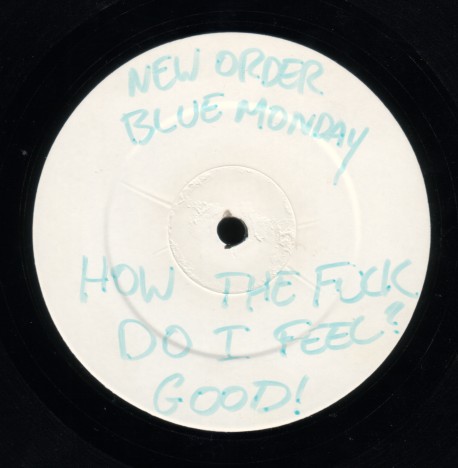 NEW ORDER
BLUE MONDAY
HOW THE FUCK
DO I FEEL?
GOOD!